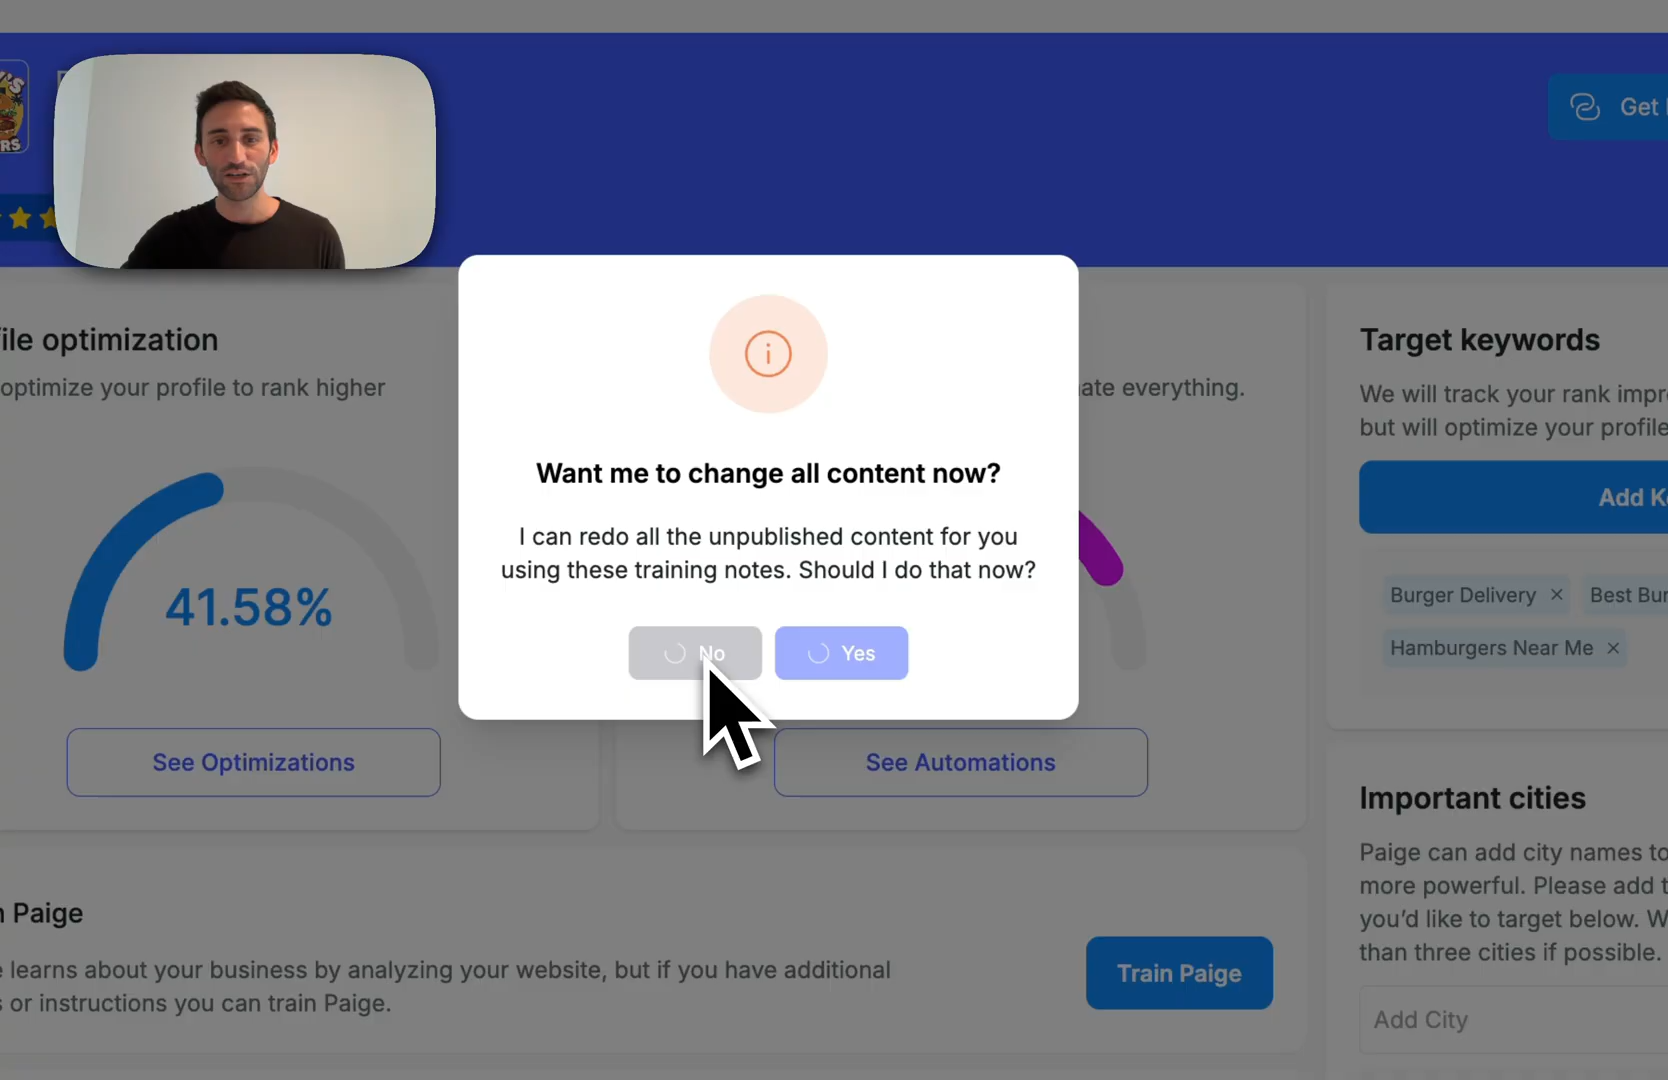 Get
file optimization
optimize your profile to rank higher
41.58%
See Optimizations
Want me to change all content now?
I can redo all the unpublished content for you
using these training notes. Should I do that now?
No
Yes
ate everything.
See Automations
Target keywords
We will track your rank impr
but will optimize your profile
Add K
Burger Delivery ×
Best Bur
Hamburgers Near Me ×
Important cities
Paige can add city names to
more powerful. Please add t
you'd like to target below. W
than three cities if possible.
Add City
n Paige
e learns about your business by analyzing your website, but if you have additional
s or instructions you can train Paige.
Train Paige